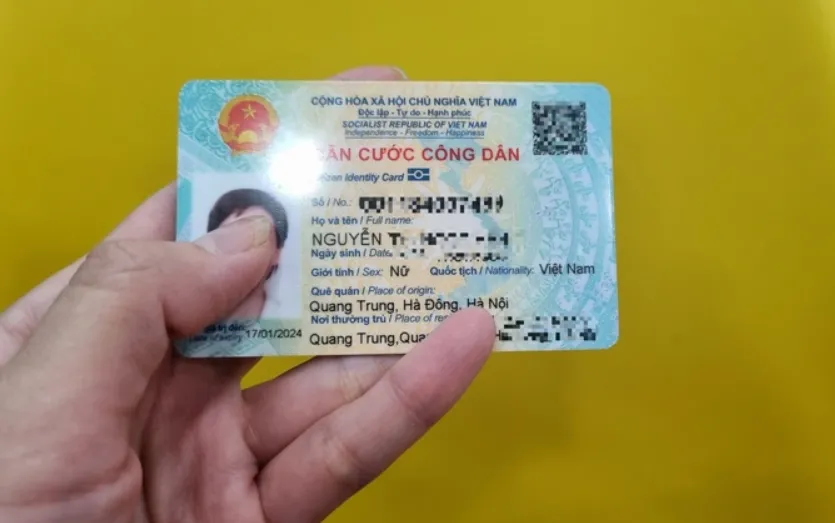 CỘNG HÒA XÃ HỘI CHỦ NGHĨA VIỆT NAM
Độc lập - Tự do - Hạnh phúc
SOCIALIST REPUBLIC OF VIET NAM
Independence - Freedom - Happiness
CƯỚC CÔNG DÂN
Identity Card
Số / No.:
Họ và tên / Full name:
NGUYỄN
Ngày sinh /
Giới tính / Sex: Nữ Quốc tịch / Nationality: Việt Nam
Quê quán / Place of origin:
Quang Trung, Hà Đông, Hà Nội
Nơi thường trú / Place of
Quang Trung,
Date of expiry: 17/01/2024